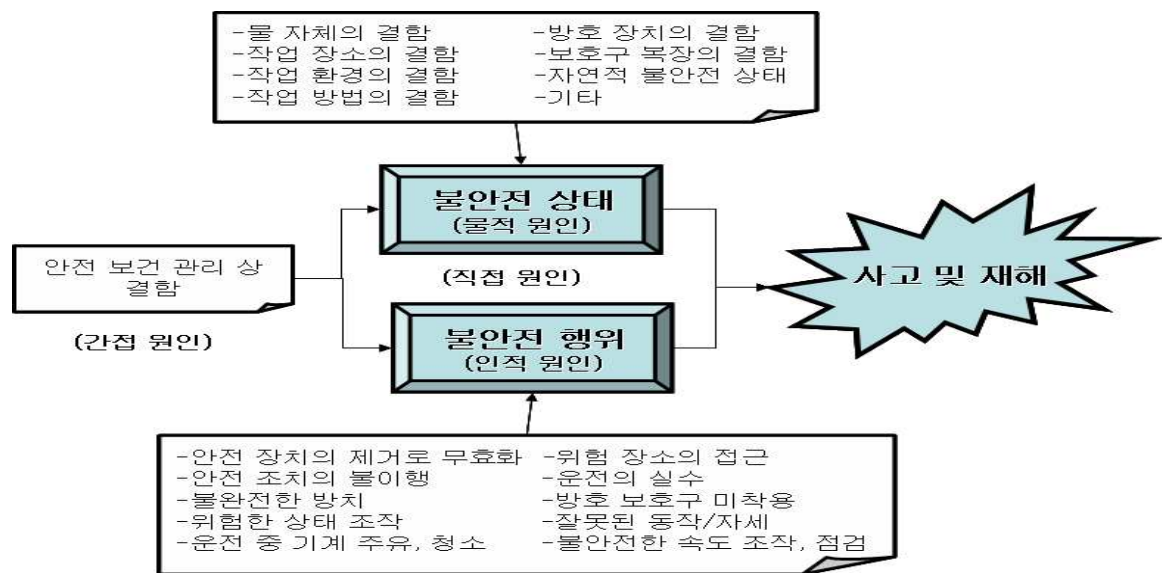 -물 자체의 결함 -방호 장치의 결함
-작업 장소의 결함 -보호구 복장의 결함
-작업 환경의 결함 -자연적 불안전 상태
-작업 방법의 결함 -기타
불안전 상태
(물적 원인)
안전 보건 관리 상
결함
(간접 원인)
(직접 원인)
사고 및 재해
불안전 행위
(인적 원인)
-안전 장치의 제거로 무효화 -위험 장소의 접근
-안전 조치의 불이행 -운전의 실수
-불완전한 방치 -방호 보호구 미착용
-위험한 상태 조작 -잘못된 동작/자세
-운전 중 기계 주유, 청소 -불안전한 속도 조작, 점검